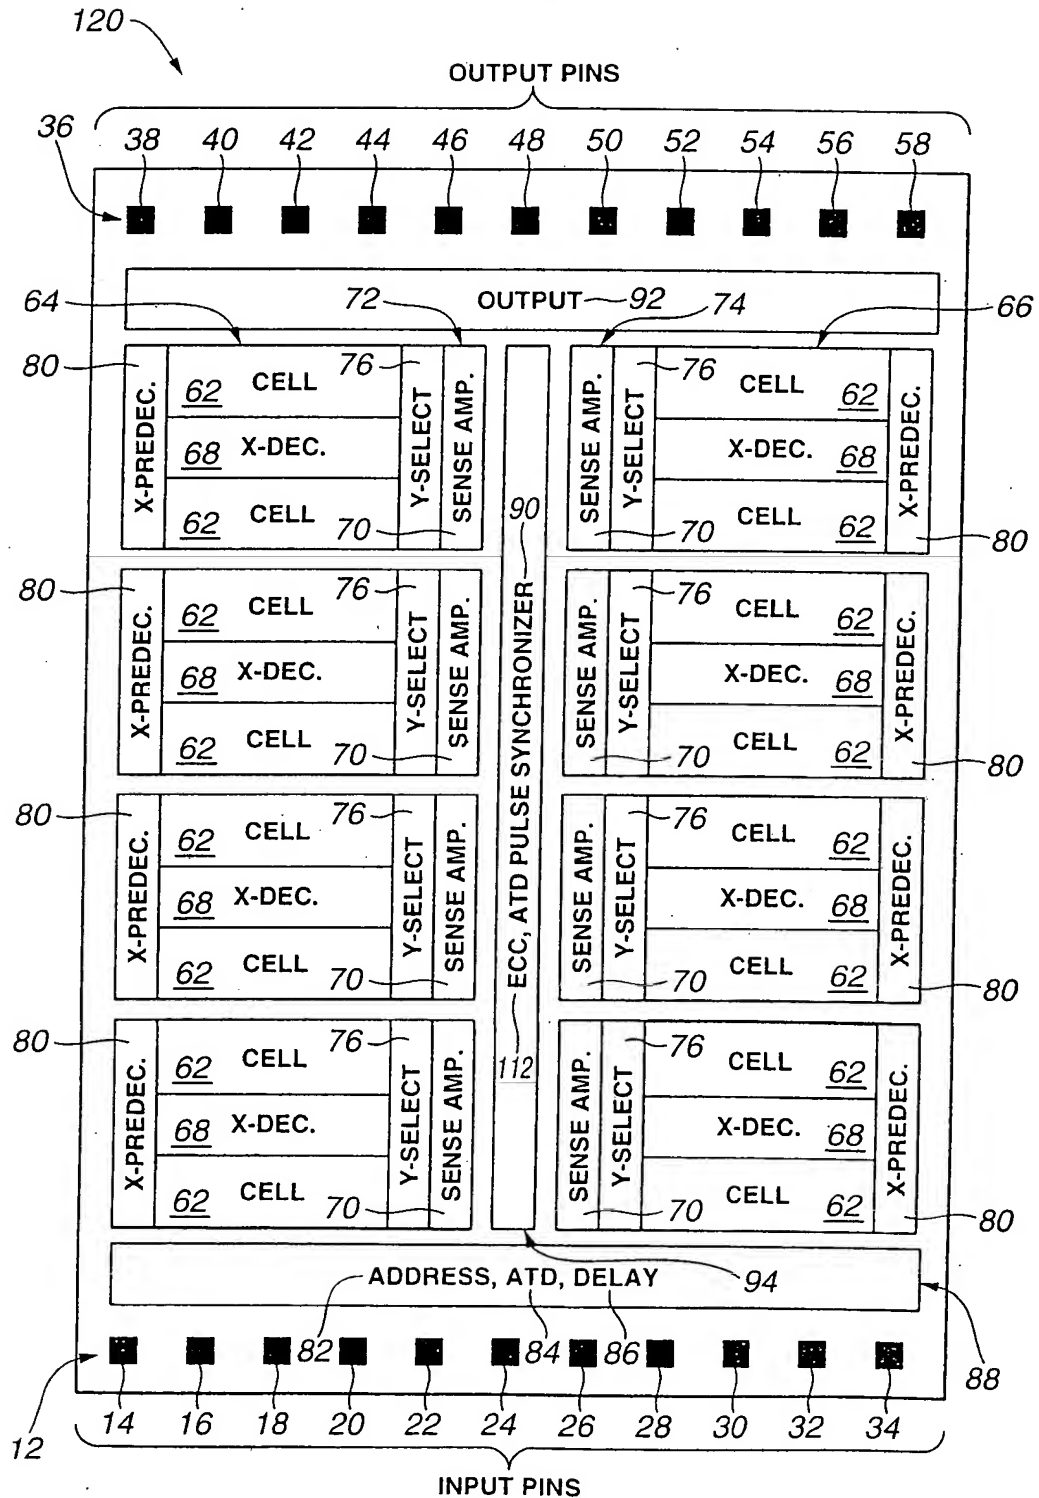 120
OUTPUT PINS
36 38 40 42 44 46 48 50 52 54 56 58
64 72 OUTPUT 92 74 66
80 X-PREDEC. 62 CELL 76 Y-SELECT SENSE AMP. SENSE AMP. Y-SELECT 76 CELL 62 X-PREDEC.
68 X-DEC. X-DEC. 68
62 CELL 70 70 CELL 62 80
90
ECC, ATD PULSE SYNCHRONIZER
112
80 X-PREDEC. 62 CELL 76 Y-SELECT SENSE AMP. SENSE AMP. Y-SELECT 76 CELL 62 X-PREDEC.
68 X-DEC. X-DEC. 68
62 CELL 70 70 CELL 62 80
80 X-PREDEC. 62 CELL 76 Y-SELECT SENSE AMP. SENSE AMP. Y-SELECT 76 CELL 62 X-PREDEC.
68 X-DEC. X-DEC. 68
62 CELL 70 70 CELL 62 80
80 X-PREDEC. 62 CELL 76 Y-SELECT SENSE AMP. SENSE AMP. Y-SELECT 76 CELL 62 X-PREDEC.
68 X-DEC. X-DEC. 68
62 CELL 70 70 CELL 62 80
ADDRESS, ATD, DELAY 94
82 84 86 88
12 14 16 18 20 22 24 26 28 30 32 34
INPUT PINS